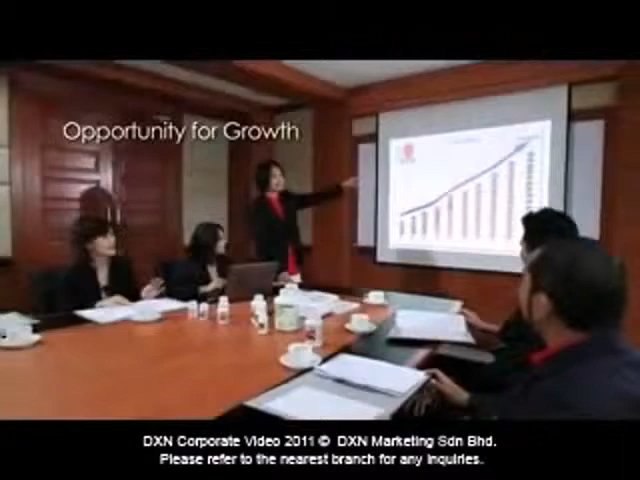 Opportunity for Growth
DXN Corporate Video 2011 © DXN Marketing Sdn Bhd.
Please refer to the nearest branch for any inquiries.